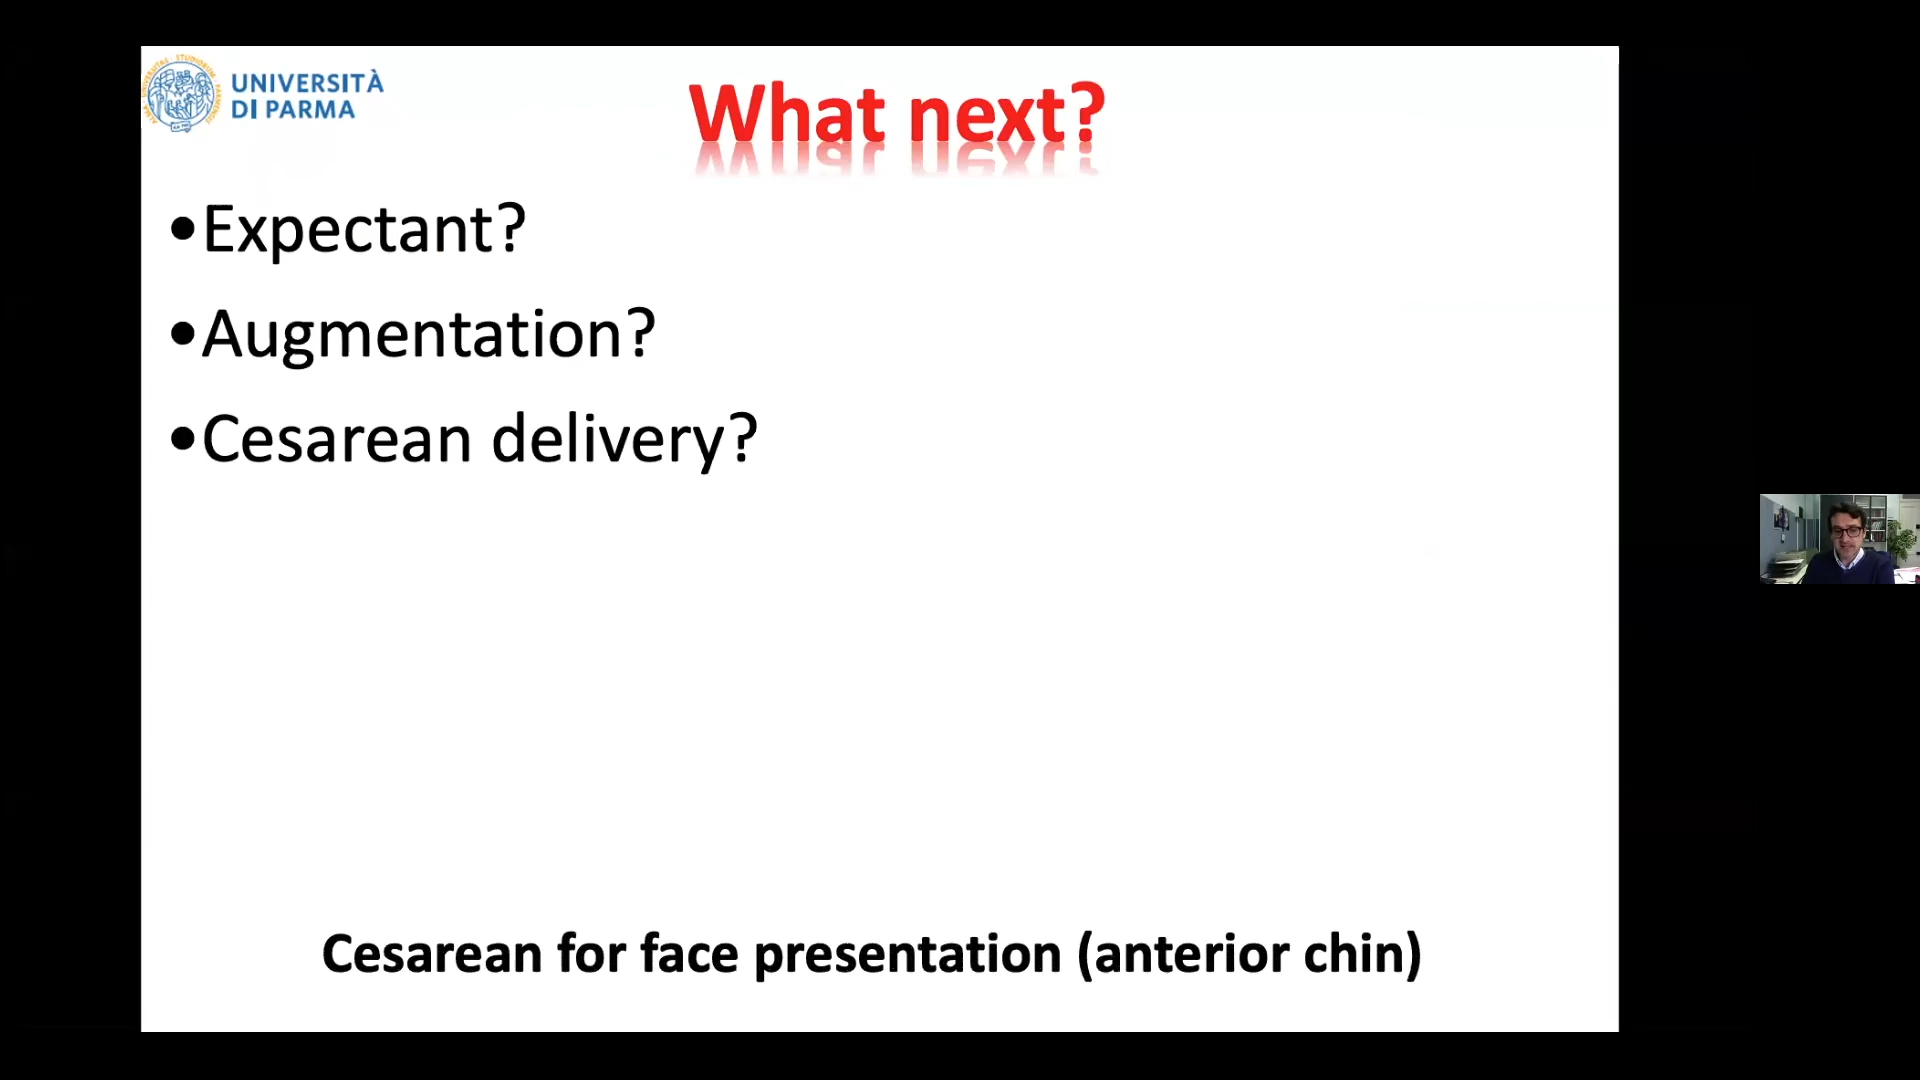 UNIVERSITÀ
DI PARMA
What next?
•Expectant?
•Augmentation?
•Cesarean delivery?
Cesarean for face presentation (anterior chin)